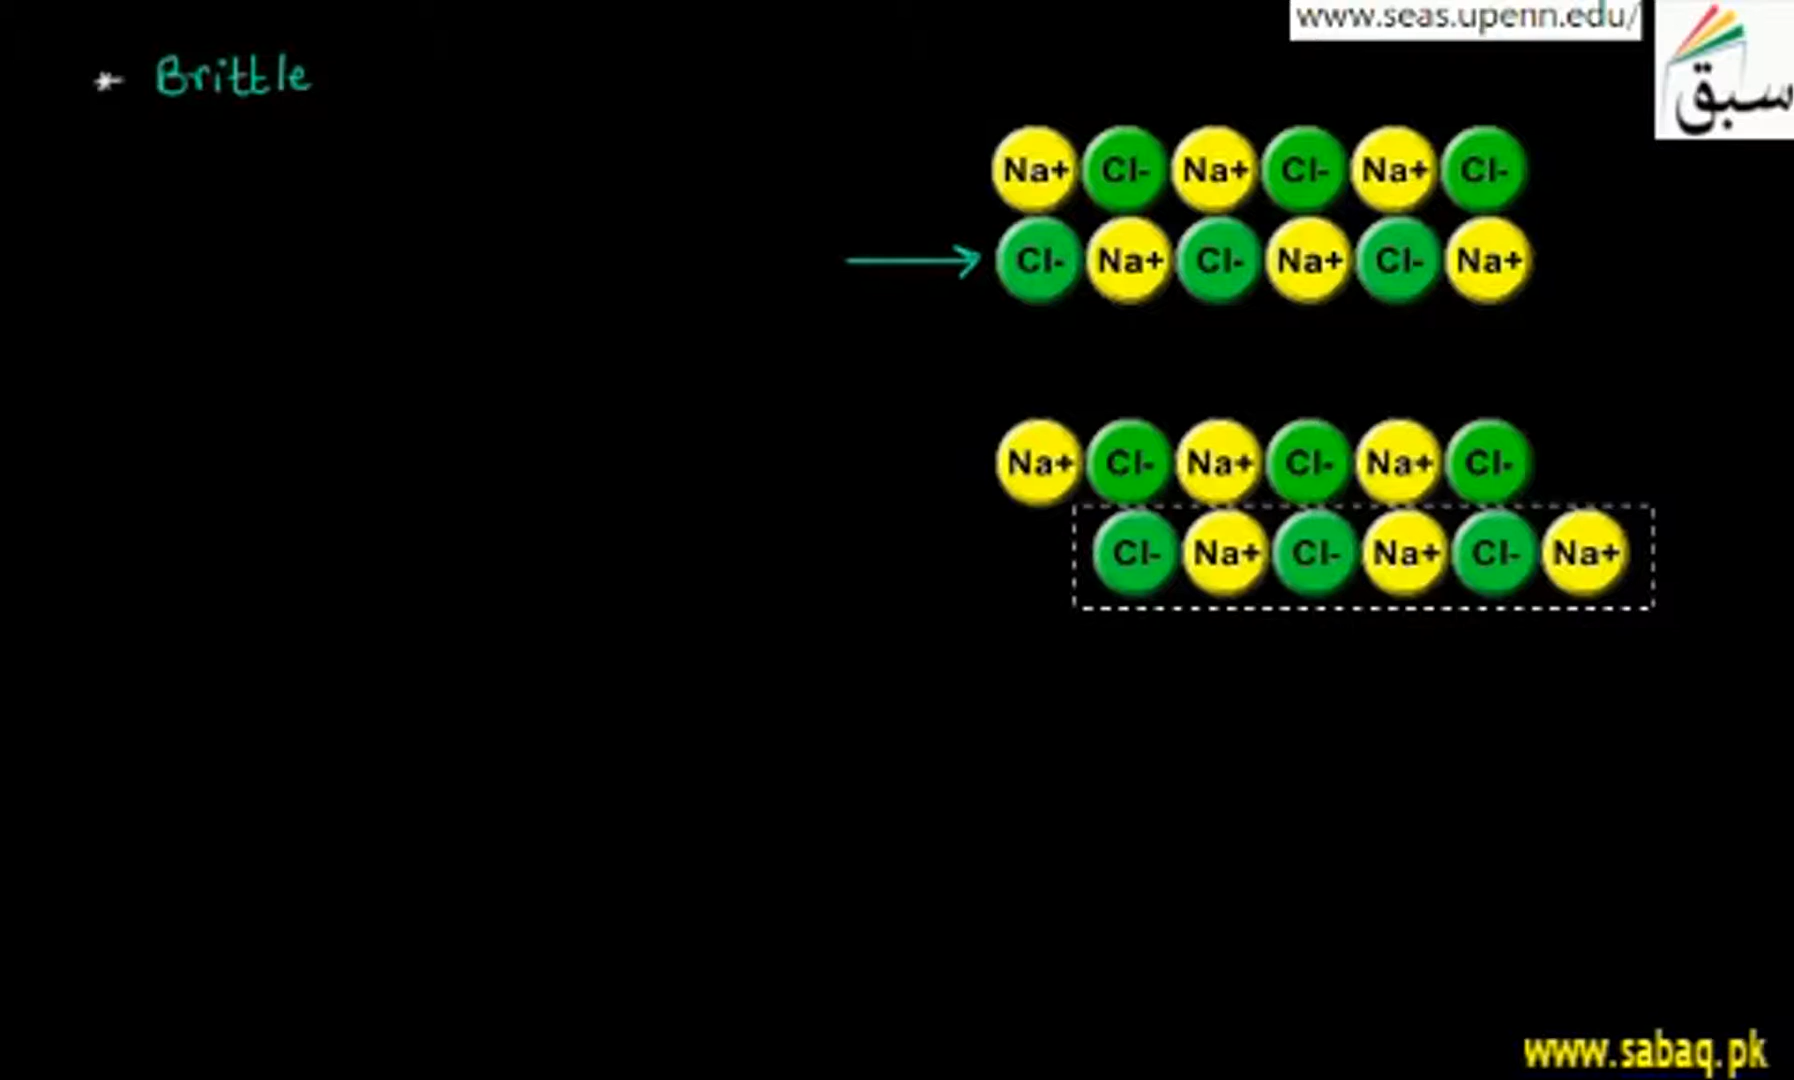 www.seas.upenn.edu/
سبق
* Brittle
Na+ Cl- Na+ Cl- Na+ Cl-
Cl- Na+ Cl- Na+ Cl- Na+
Na+ Cl- Na+ Cl- Na+ Cl-
Cl- Na+ Cl- Na+ Cl- Na+
www.sabaq.pk